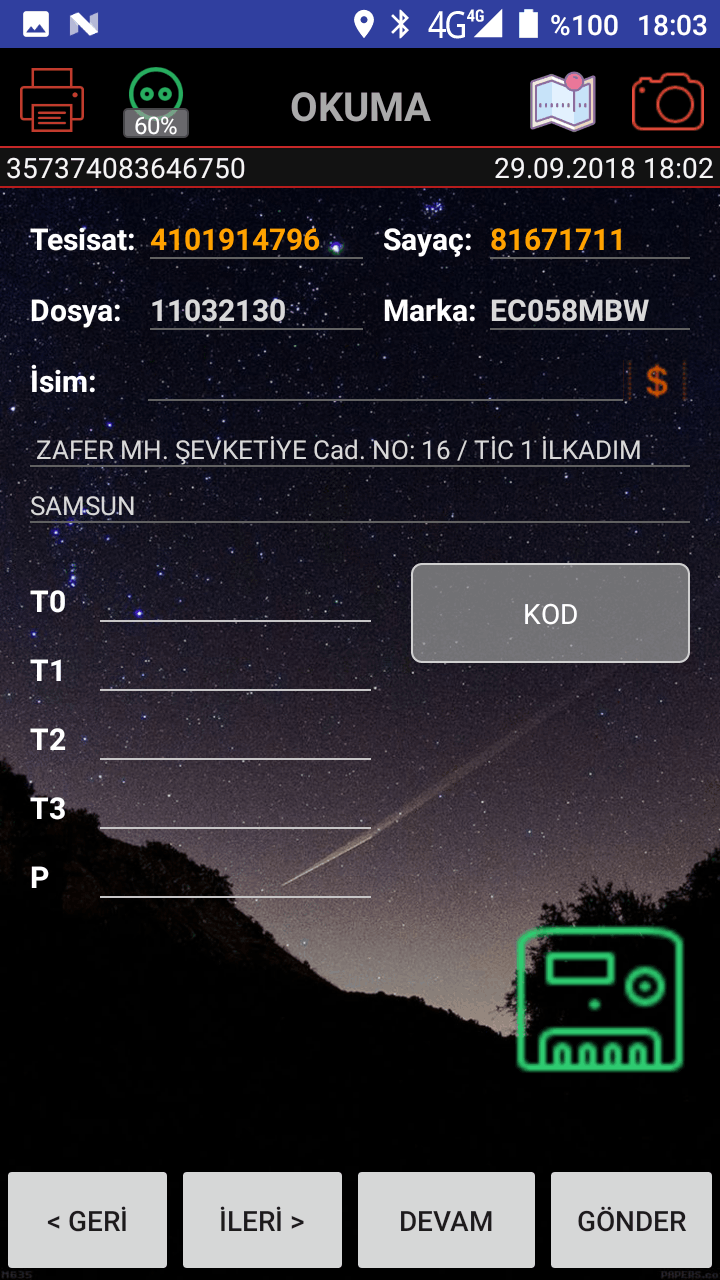 4G 4G %100 18:03
60% OKUMA
357374083646750 29.09.2018 18:02
Tesisat: 4101914796 Sayaç: 81671711
Dosya: 11032130 Marka: EC058MBW
İsim: $
ZAFER MH. ŞEVKETİYE Cad. NO: 16 / TİC 1 İLKADIM
SAMSUN
T0 KOD
T1
T2
T3
P
< GERİ İLERİ > DEVAM GÖNDER